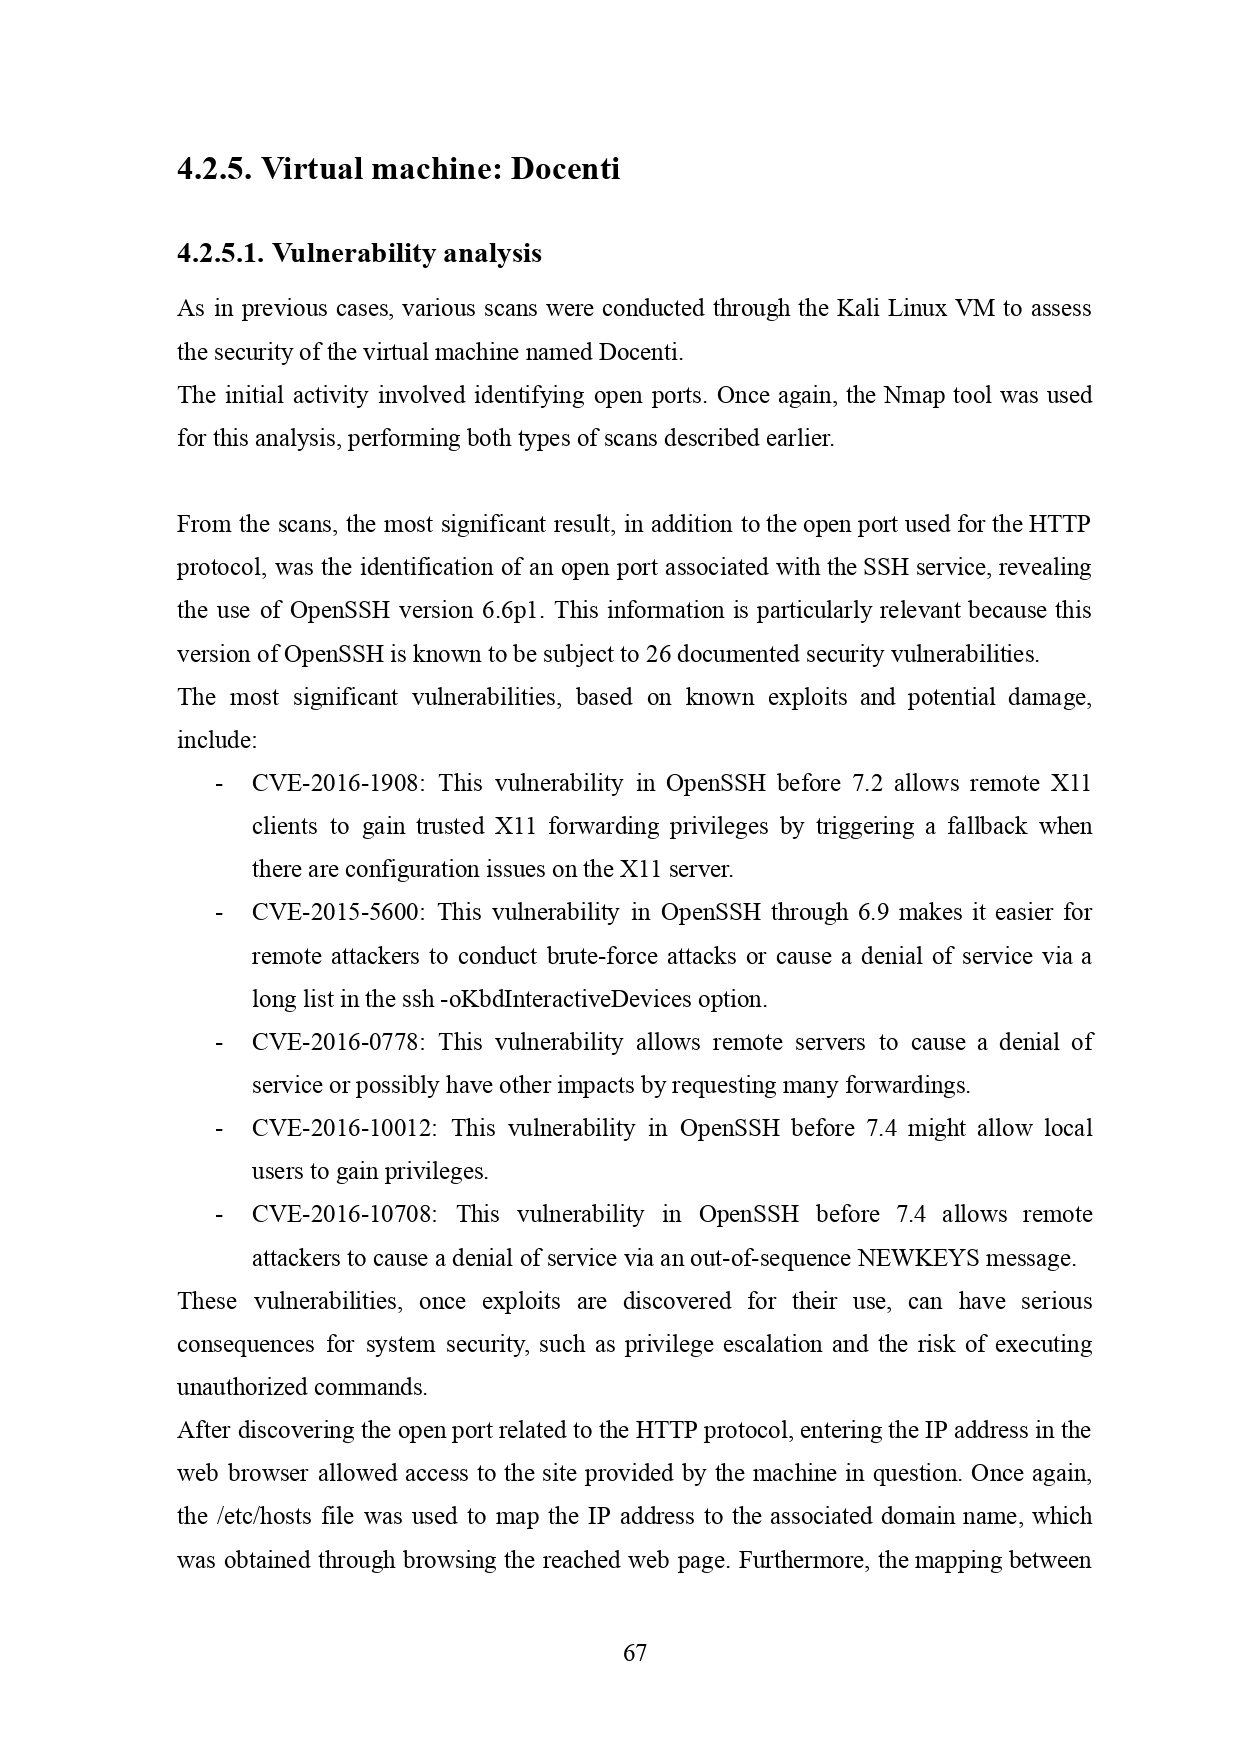 4.2.5. Virtual machine: Docenti
4.2.5.1. Vulnerability analysis
As in previous cases, various scans were conducted through the Kali Linux VM to assess
the security of the virtual machine named Docenti.
The initial activity involved identifying open ports. Once again, the Nmap tool was used
for this analysis, performing both types of scans described earlier.
From the scans, the most significant result, in addition to the open port used for the HTTP
protocol, was the identification of an open port associated with the SSH service, revealing
the use of OpenSSH version 6.6p1. This information is particularly relevant because this
version of OpenSSH is known to be subject to 26 documented security vulnerabilities.
The most significant vulnerabilities, based on known exploits and potential damage,
include:
- CVE-2016-1908: This vulnerability in OpenSSH before 7.2 allows remote X11
clients to gain trusted X11 forwarding privileges by triggering a fallback when
there are configuration issues on the X11 server.
- CVE-2015-5600: This vulnerability in OpenSSH through 6.9 makes it easier for
remote attackers to conduct brute-force attacks or cause a denial of service via a
long list in the ssh -oKbdInteractiveDevices option.
- CVE-2016-0778: This vulnerability allows remote servers to cause a denial of
service or possibly have other impacts by requesting many forwardings.
- CVE-2016-10012: This vulnerability in OpenSSH before 7.4 might allow local
users to gain privileges.
- CVE-2016-10708: This vulnerability in OpenSSH before 7.4 allows remote
attackers to cause a denial of service via an out-of-sequence NEWKEYS message.
These vulnerabilities, once exploits are discovered for their use, can have serious
consequences for system security, such as privilege escalation and the risk of executing
unauthorized commands.
After discovering the open port related to the HTTP protocol, entering the IP address in the
web browser allowed access to the site provided by the machine in question. Once again,
the /etc/hosts file was used to map the IP address to the associated domain name, which
was obtained through browsing the reached web page. Furthermore, the mapping between
67